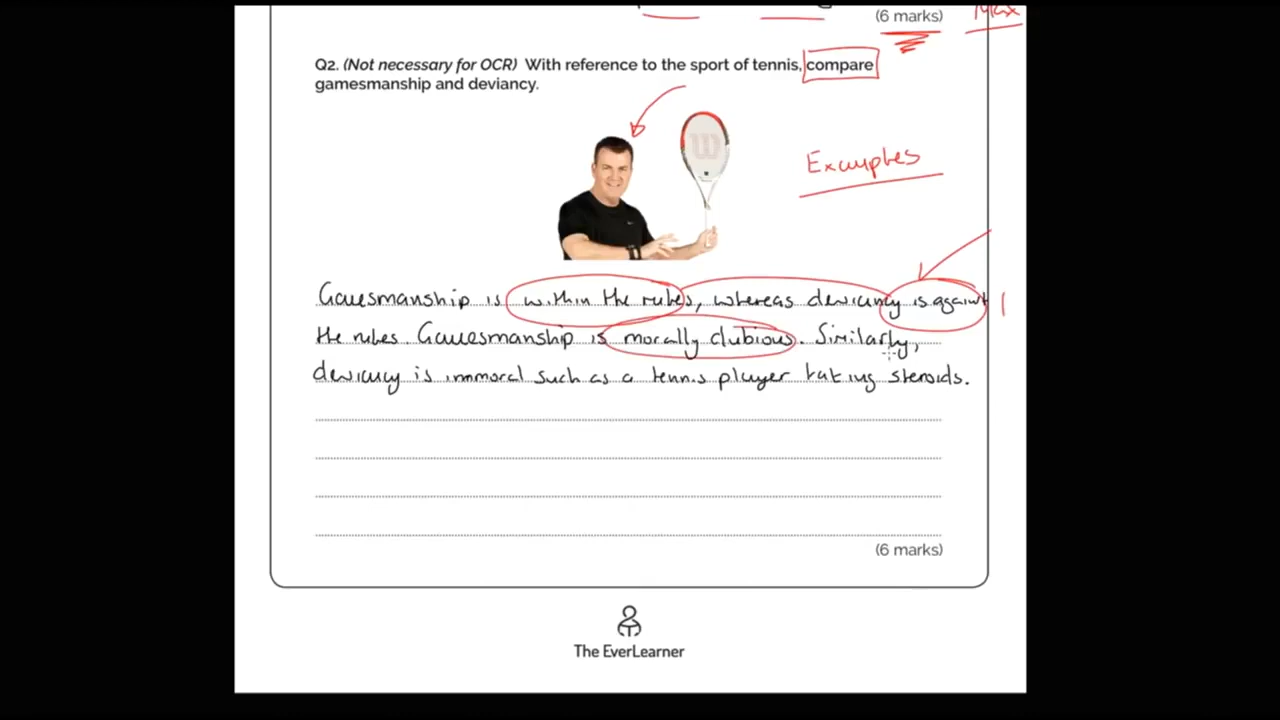 (6 marks)
Max
Q2. (Not necessary for OCR) With reference to the sport of tennis, compare
gamesmanship and deviancy.
Examples
Gamesmanship is within the rules, whereas deviancy is against 1
the rules. Gamesmanship is morally dubious. Similarly,
deviancy is immoral such as a tennis player taking steroids.
(6 marks)
The EverLearner